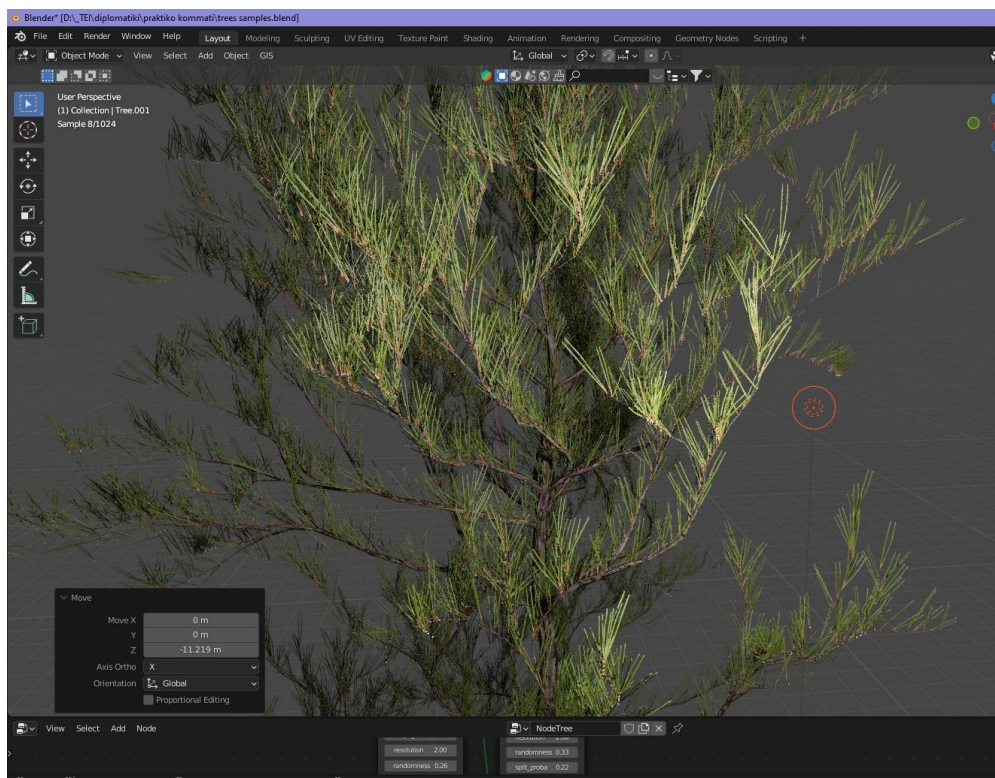 Blender* [D:\_TEI\diplomatiki\praktiko kommati\trees samples.blend]
File Edit Render Window Help Layout Modeling Sculpting UV Editing Texture Paint Shading Animation Rendering Compositing Geometry Nodes Scripting +
Object Mode View Select Add Object GIS Global
User Perspective
(1) Collection | Tree.001
Sample 8/1024
Move
Move X 0 m
Y 0 m
Z -11.219 m
Axis Ortho X
Orientation Global
Proportional Editing
View Select Add Node NodeTree
resolution 2.00
randomness 0.33
randomness 0.26
split_proba 0.22